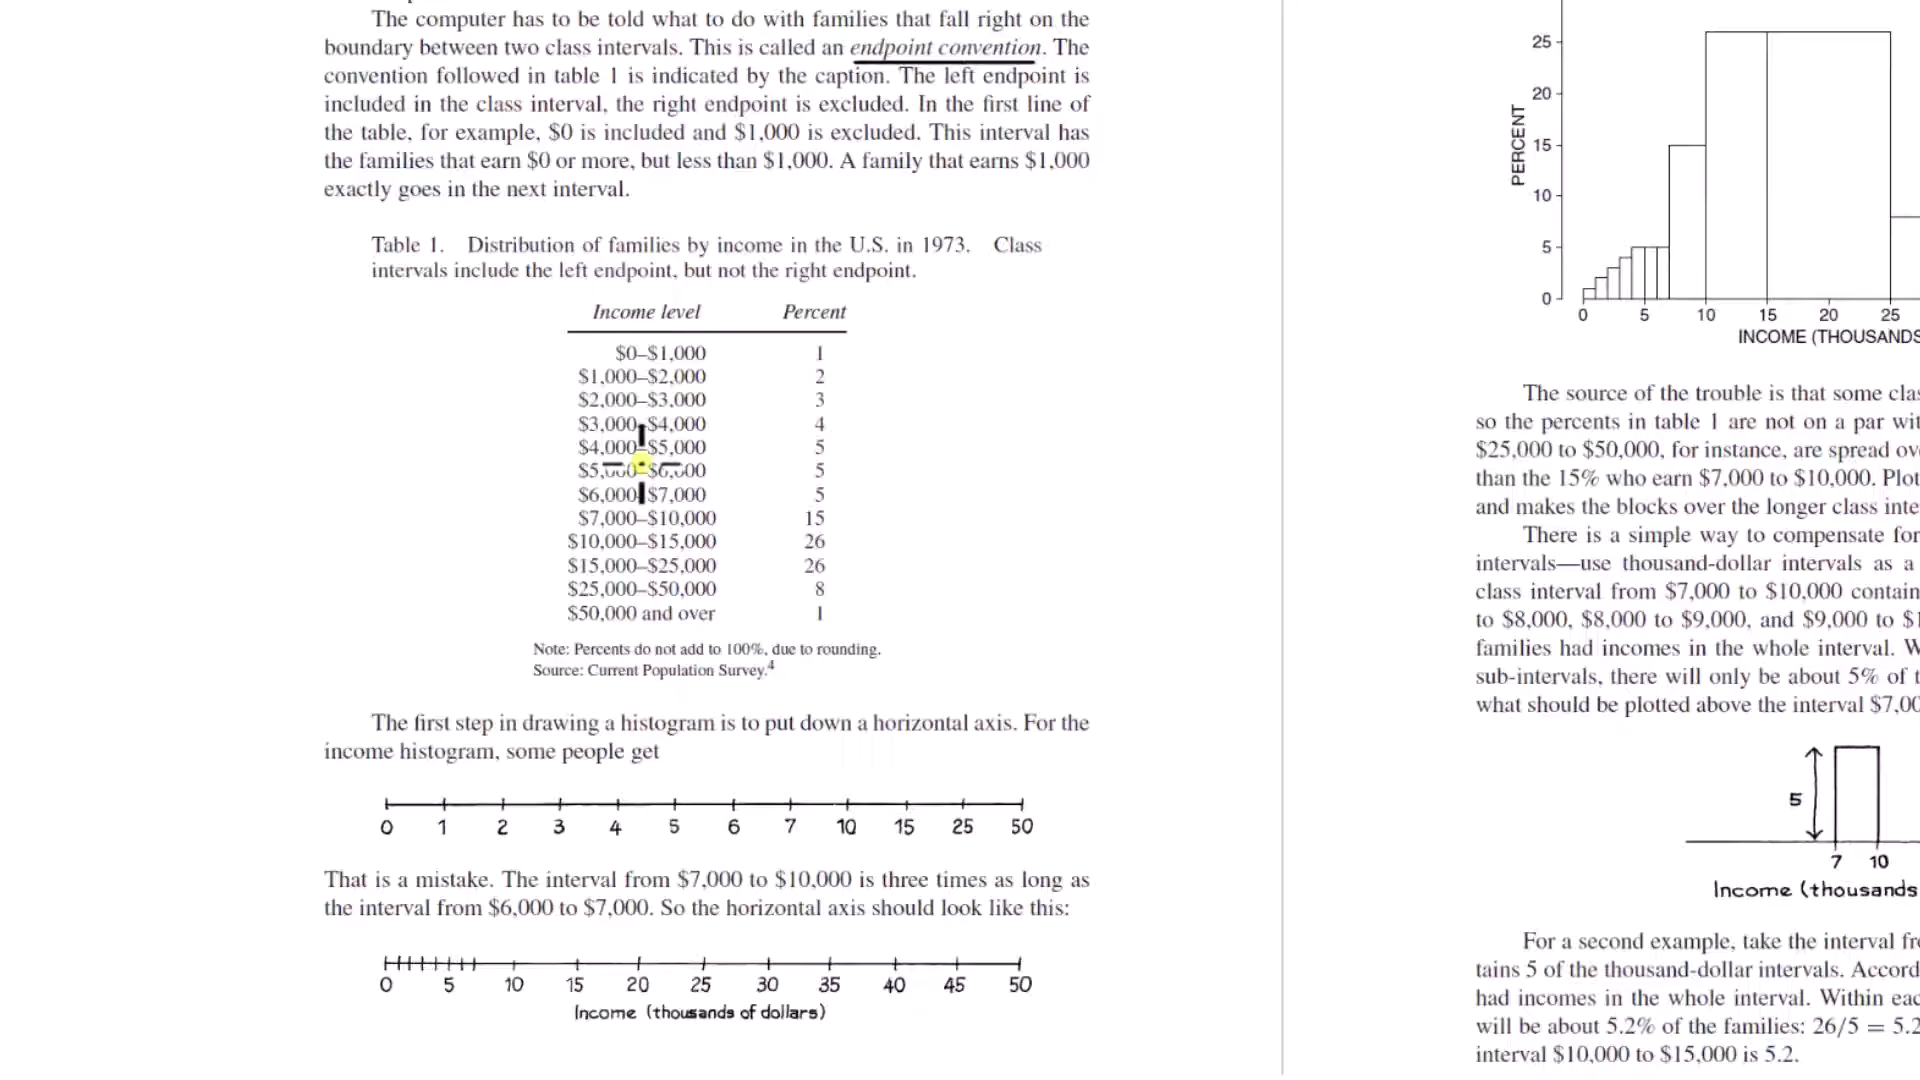 The computer has to be told what to do with families that fall right on the
boundary between two class intervals. This is called an endpoint convention. The
convention followed in table 1 is indicated by the caption. The left endpoint is
included in the class interval, the right endpoint is excluded. In the first line of
the table, for example, $0 is included and $1,000 is excluded. This interval has
the families that earn $0 or more, but less than $1,000. A family that earns $1,000
exactly goes in the next interval.
Table 1. Distribution of families by income in the U.S. in 1973. Class
intervals include the left endpoint, but not the right endpoint.
Income level Percent
$0–$1,000 1
$1,000–$2,000 2
$2,000–$3,000 3
$3,000–$4,000 4
$4,000–$5,000 5
$5,000–$6,000 5
$6,000–$7,000 5
$7,000–$10,000 15
$10,000–$15,000 26
$15,000–$25,000 26
$25,000–$50,000 8
$50,000 and over 1
Note: Percents do not add to 100%, due to rounding.
Source: Current Population Survey.4
The first step in drawing a histogram is to put down a horizontal axis. For the
income histogram, some people get
0 1 2 3 4 5 6 7 10 15 25 50
That is a mistake. The interval from $7,000 to $10,000 is three times as long as
the interval from $6,000 to $7,000. So the horizontal axis should look like this:
0 5 10 15 20 25 30 35 40 45 50
Income (thousands of dollars)
25
20
15
10
5
0
PERCENT
0 5 10 15 20 25
INCOME (THOUSANDS
The source of the trouble is that some
so the percents in table 1 are not on a par
$25,000 to $50,000, for instance, are spread
than the 15% who earn $7,000 to $10,000.
and makes the blocks over the longer class
There is a simple way to compensate for
intervals—use thousand-dollar intervals as a
class interval from $7,000 to $10,000
to $8,000, $8,000 to $9,000, and $9,000 to
families had incomes in the whole interval.
sub-intervals, there will only be about 5% of
what should be plotted above the interval
5
7 10
Income (thousands
For a second example, take the interval
tains 5 of the thousand-dollar intervals.
had incomes in the whole interval. Within
will be about 5.2% of the families: 26/5 = 5.2
interval $10,000 to $15,000 is 5.2.